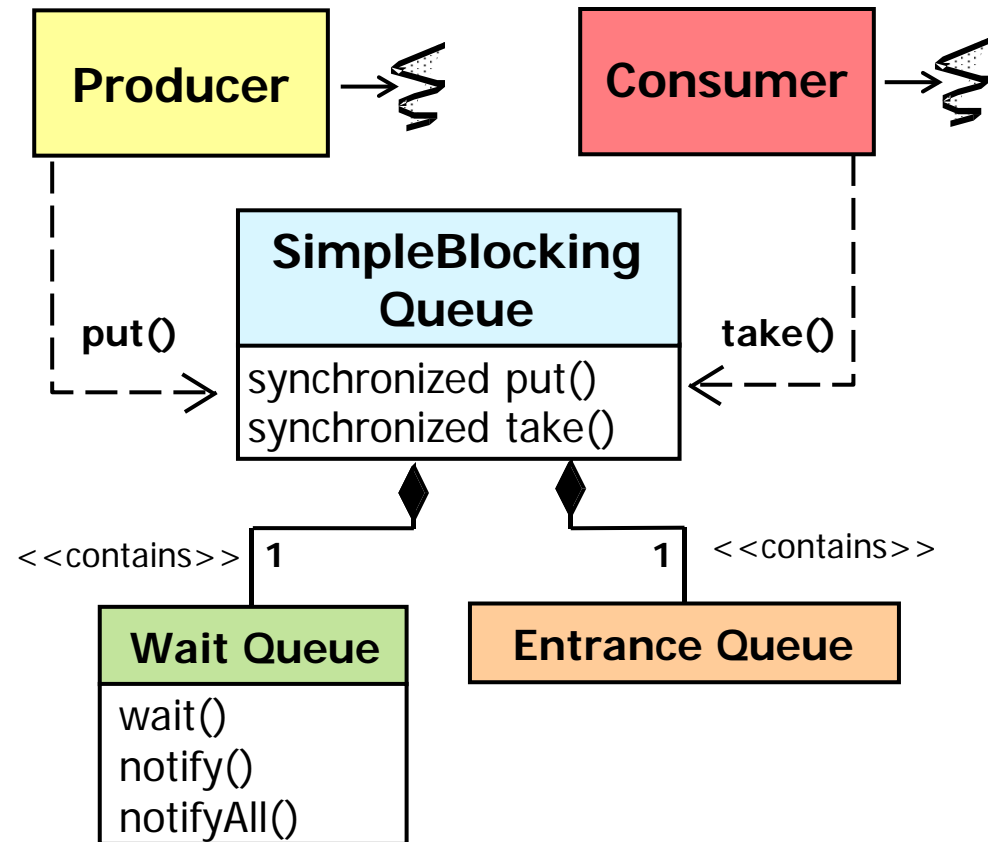 Producer
Consumer
SimpleBlocking
Queue
put()
take()
synchronized put()
synchronized take()
<<contains>>
1
1
<<contains>>
Wait Queue
Entrance Queue
wait()
notify()
notifyAll()